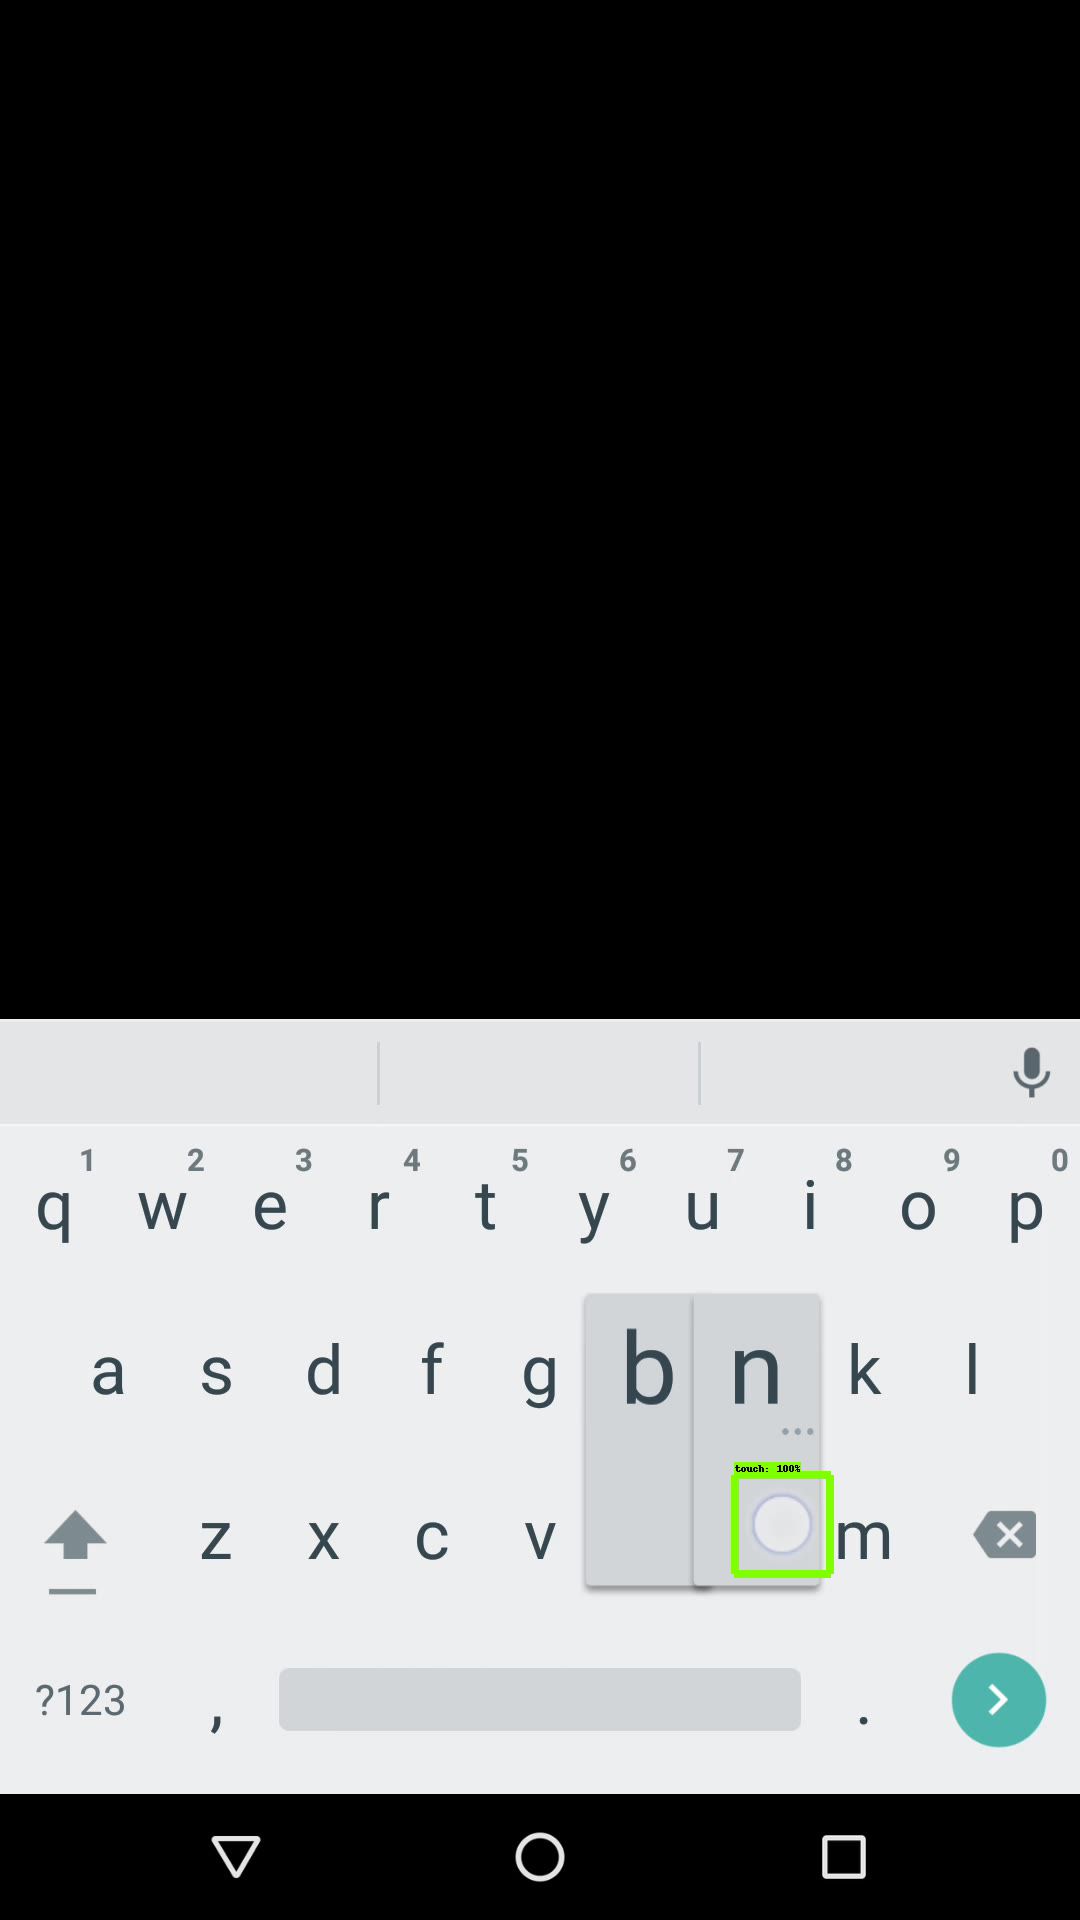 1 2 3 4 5 6 7 8 9 0
q w e r t y u i o p
a s d f g b n k l
...
touch: 100%
z x c v m
?123 , .